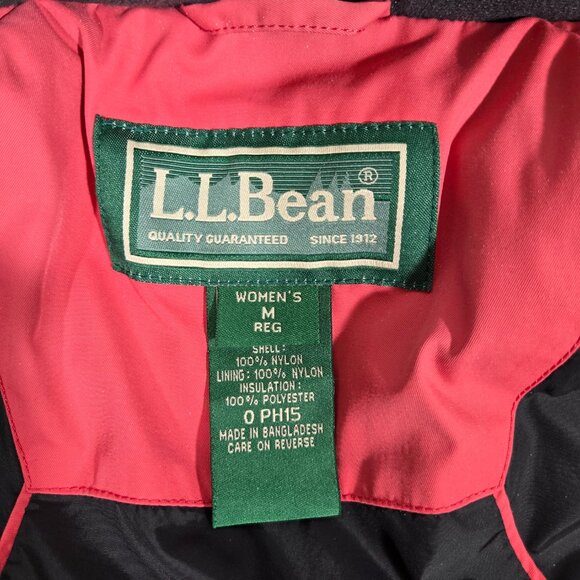 L.L.Bean®
QUALITY GUARANTEED SINCE 1912
WOMEN'S
M
REG
SHELL:
100% NYLON
LINING: 100% NYLON
INSULATION:
100% POLYESTER
0 PH15
MADE IN BANGLADESH
CARE ON REVERSE